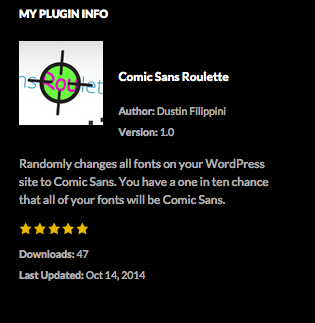 MY PLUGIN INFO
ns Roulet
Comic Sans Roulette
Author: Dustin Filippini
Version: 1.0
Randomly changes all fonts on your WordPress
site to Comic Sans. You have a one in ten chance
that all of your fonts will be Comic Sans.
Downloads: 47
Last Updated: Oct 14, 2014